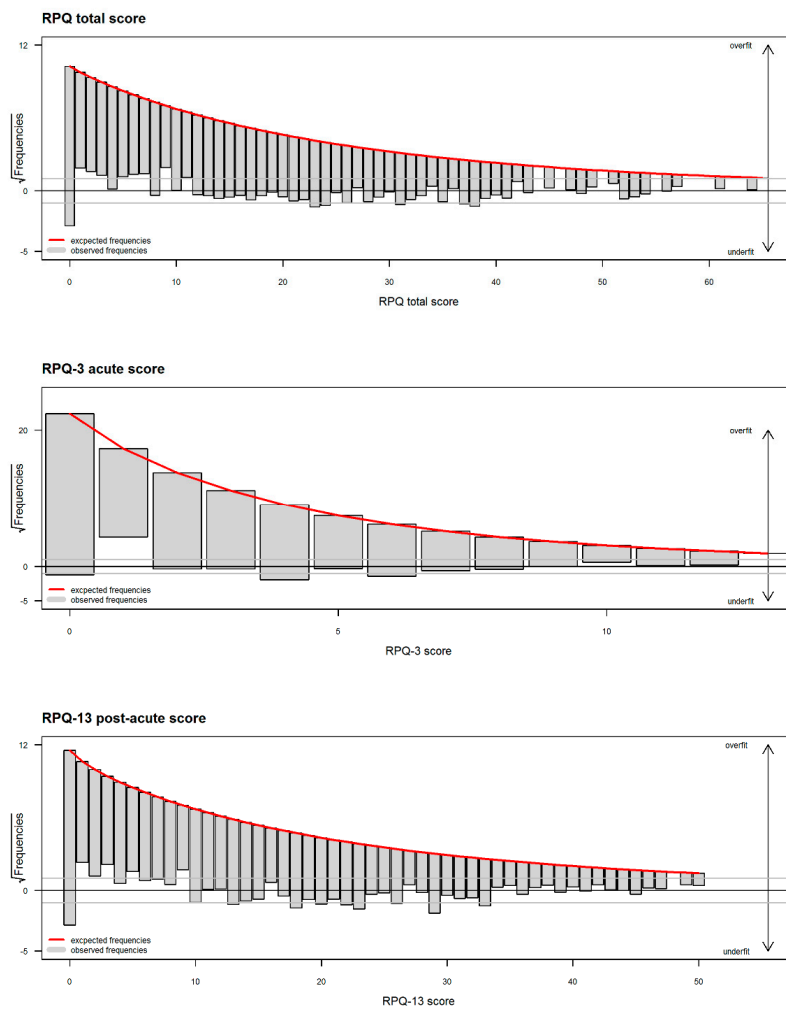 RPQ total score
12
overfit
√Frequencies
0
excpected frequencies
observed frequencies
-5
underfit
0 10 20 30 40 50 60
RPQ total score
RPQ-3 acute score
20
overfit
√Frequencies
0
excpected frequencies
observed frequencies
-5
underfit
0 5 10
RPQ-3 score
RPQ-13 post-acute score
12
overfit
√Frequencies
0
excpected frequencies
observed frequencies
-5
underfit
0 10 20 30 40 50
RPQ-13 score